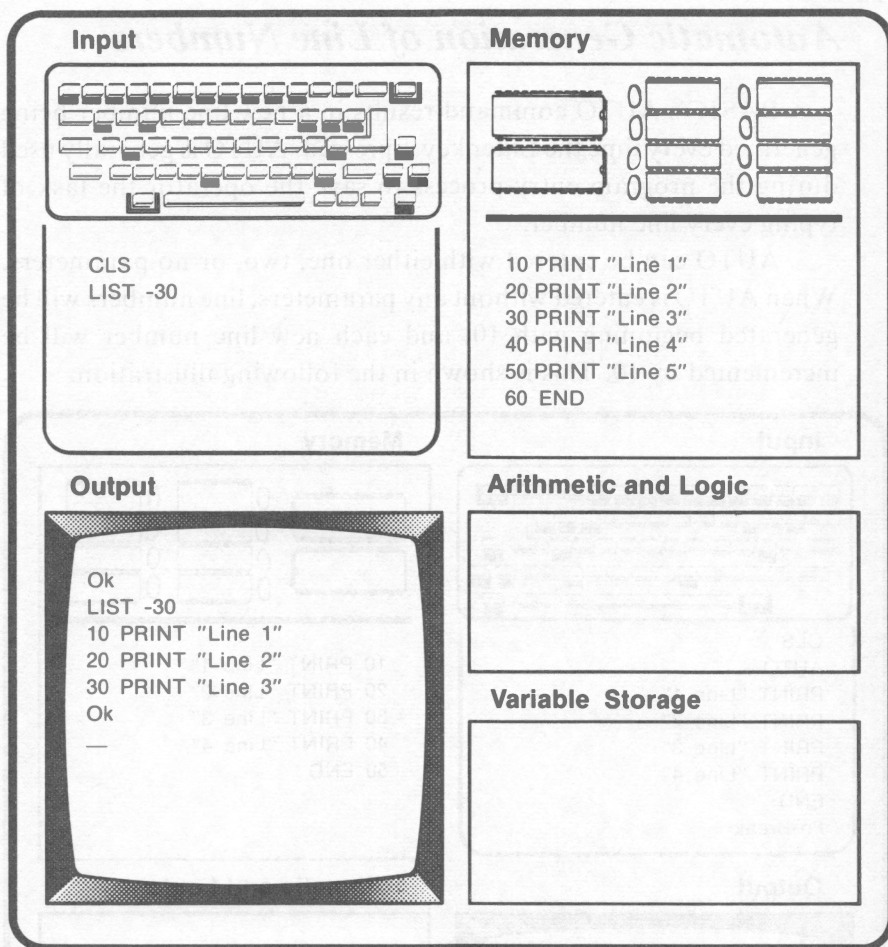 Input
CLS
LIST -30
Memory
10 PRINT "Line 1"
20 PRINT "Line 2"
30 PRINT "Line 3"
40 PRINT "Line 4"
50 PRINT "Line 5"
60 END
Output
Ok
LIST -30
10 PRINT "Line 1"
20 PRINT "Line 2"
30 PRINT "Line 3"
Ok
Arithmetic and Logic
Variable Storage